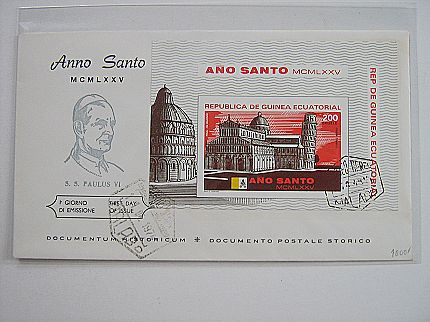 Anno Santo
MCMLXXV
S. S. PAULUS VI
1º GIORNO
DI EMISSIONE
FIRST DAY
OF ISSUE
AÑO SANTO MCMLXXV
REPUBLICA DE GUINEA ECUATORIAL
200
AÑO SANTO
MCMLXXV
REP DE GUINEA ECUATORIAL
DOCUMENTUM HISTORICUM * DOCUMENTO POSTALE STORICO